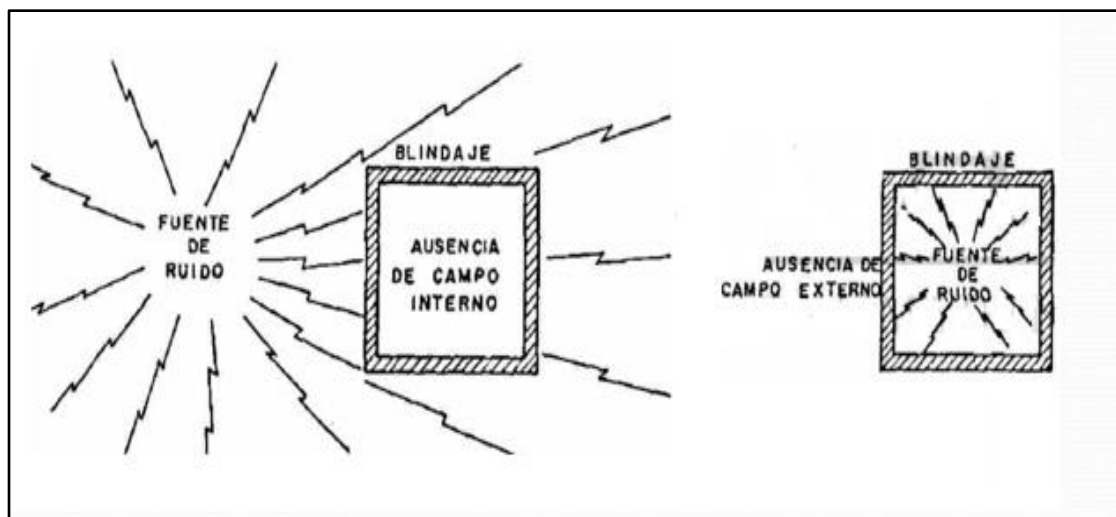 BLINDAJE
FUENTE
DE
RUIDO
AUSENCIA
DE CAMPO
INTERNO
BLINDAJE
AUSENCIA DE
CAMPO EXTERNO
FUENTE
DE
RUIDO